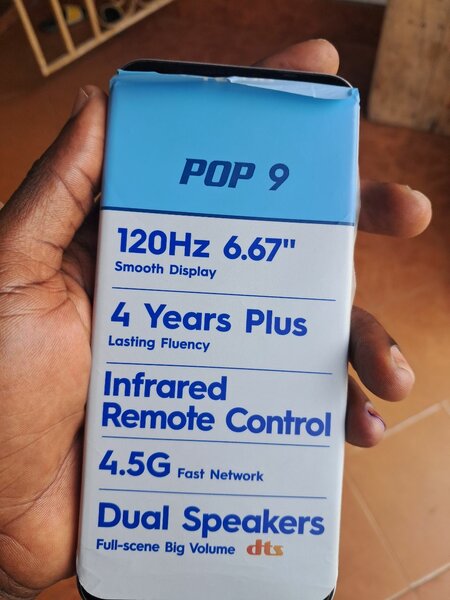 POP 9
120Hz 6.67"
Smooth Display
4 Years Plus
Lasting Fluency
Infrared
Remote Control
4.5G Fast Network
Dual Speakers
Full-scene Big Volume dts